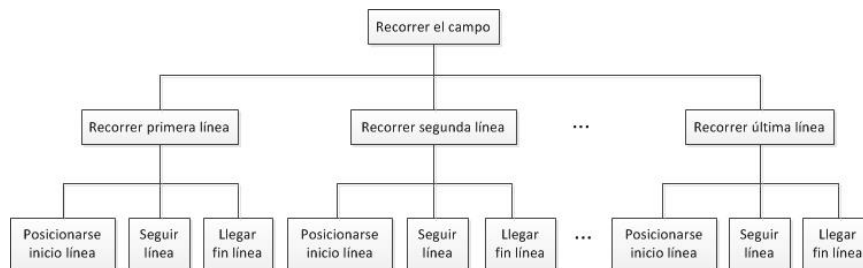 Recorrer el campo
Recorrer primera línea
Recorrer segunda línea
...
Recorrer última línea
Posicionarse
inicio línea
Seguir
línea
Llegar
fin línea
Posicionarse
inicio línea
Seguir
línea
Llegar
fin línea
...
Posicionarse
inicio línea
Seguir
línea
Llegar
fin línea